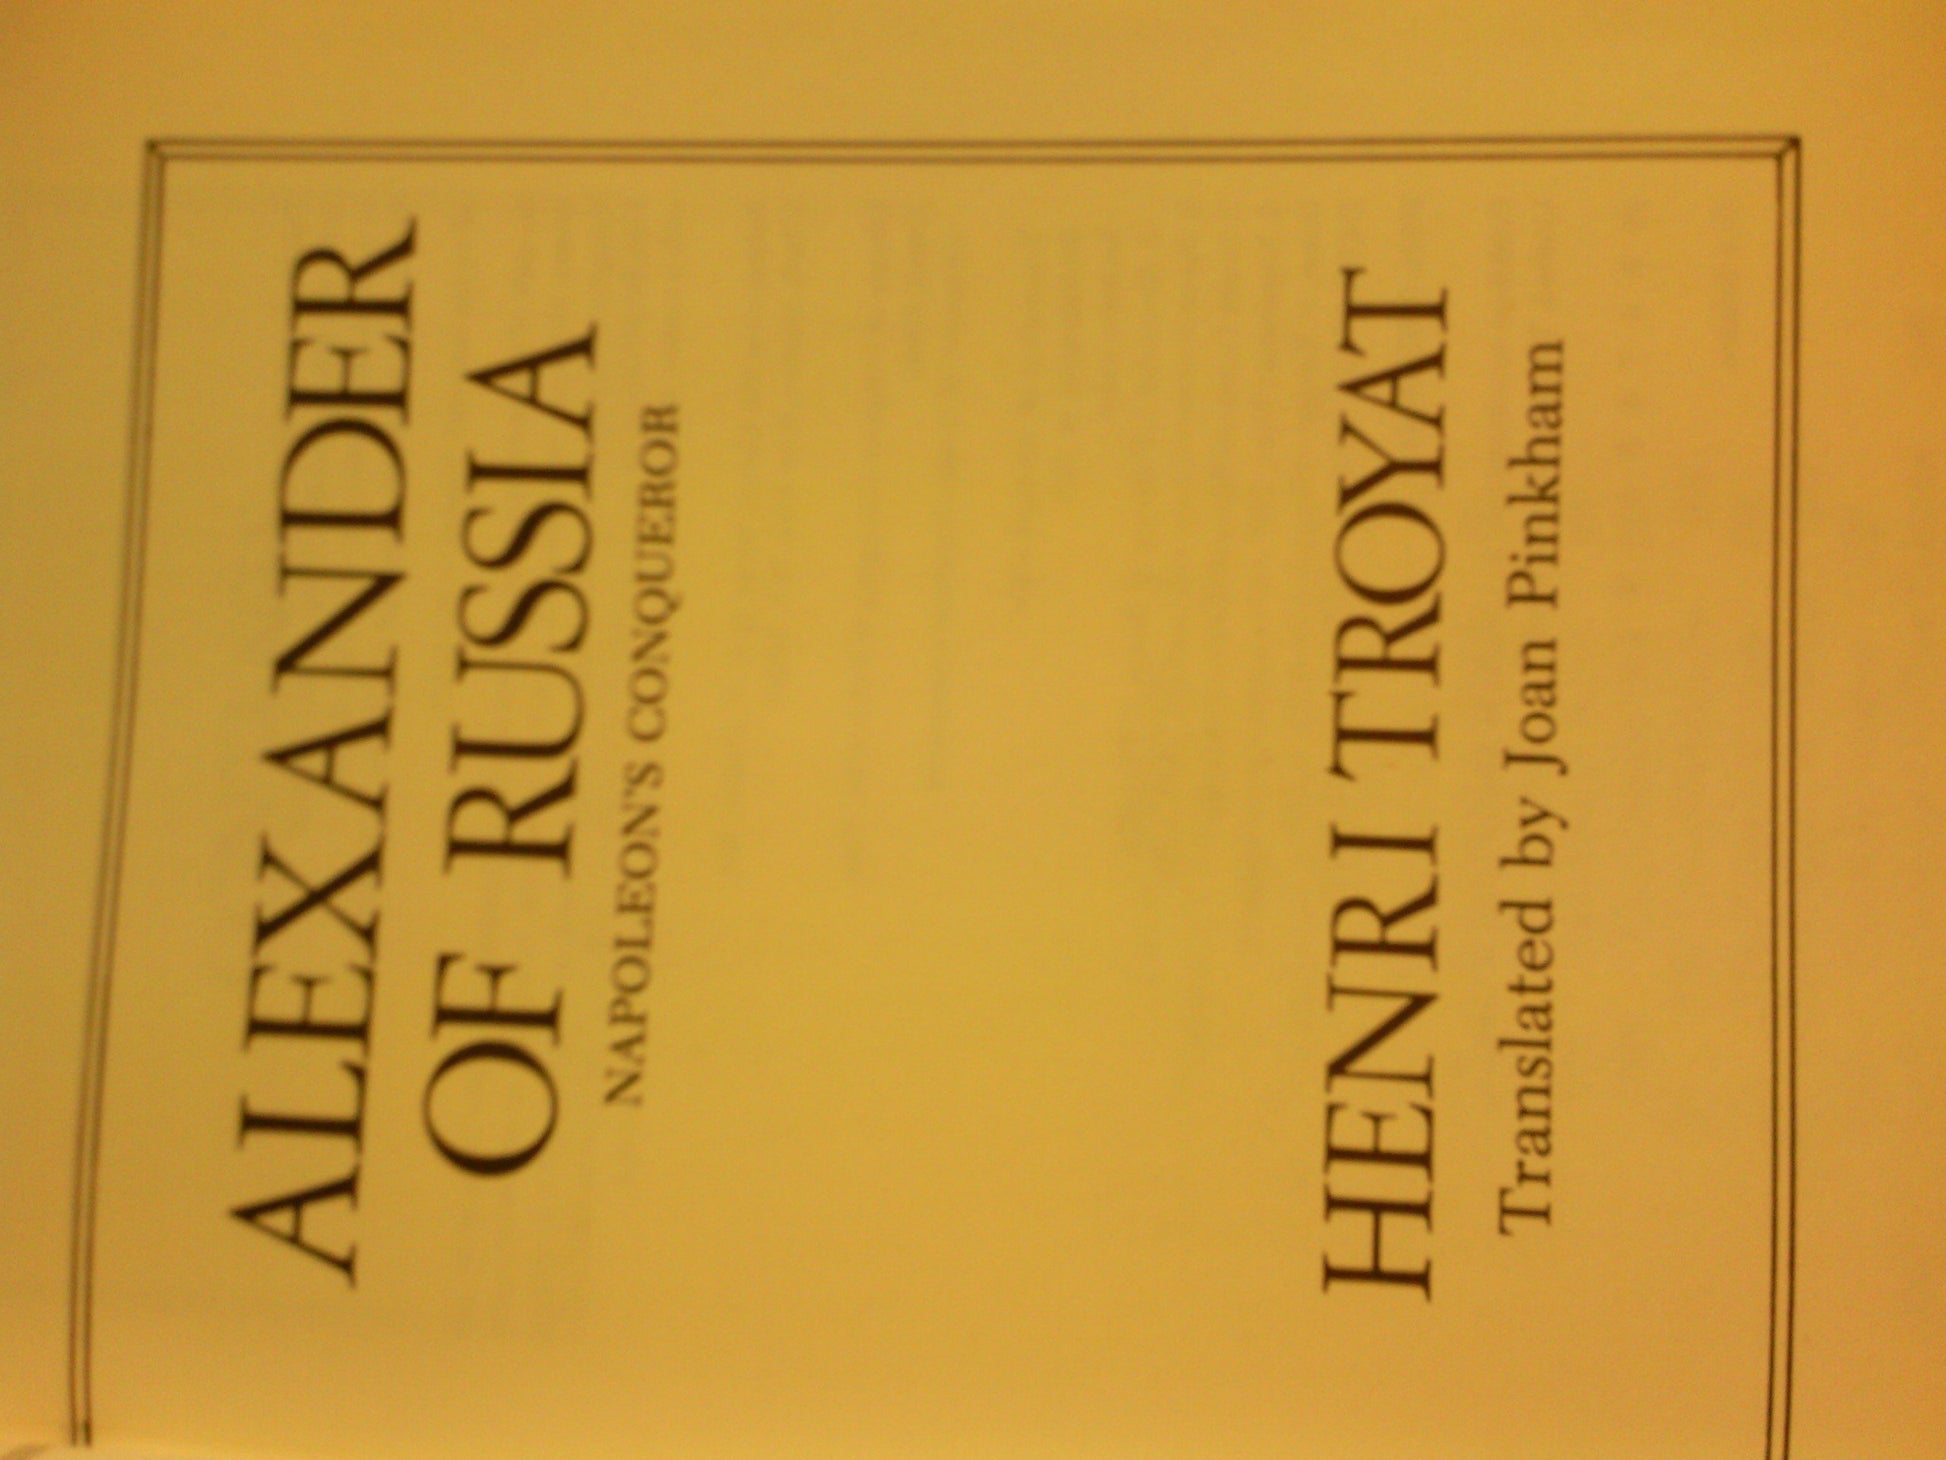 ALEXANDER
OF RUSSIA
NAPOLEON'S CONQUEROR
HENRI TROYAT
Translated by Joan Pinkham